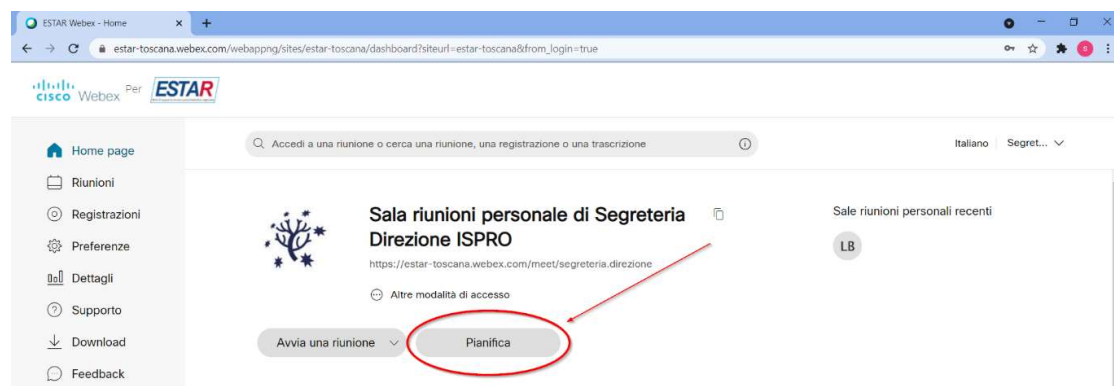 ESTAR Webex - Home
estar-toscana.webex.com/webappng/sites/estar-toscana/dashboard?siteurl=estar-toscana&from_login=true
S
CISCO Webex Per ESTAR
Accedi a una riunione o cerca una riunione, una registrazione o una trascrizione
Italiano Segret...
Home page
Riunioni
Registrazioni
Preferenze
Dettagli
Supporto
Download
Feedback
Sala riunioni personale di Segreteria
Direzione ISPRO
https://estar-toscana.webex.com/meet/segreteria.direzione
Altre modalità di accesso
Avvia una riunione
Pianifica
Sale riunioni personali recenti
LB